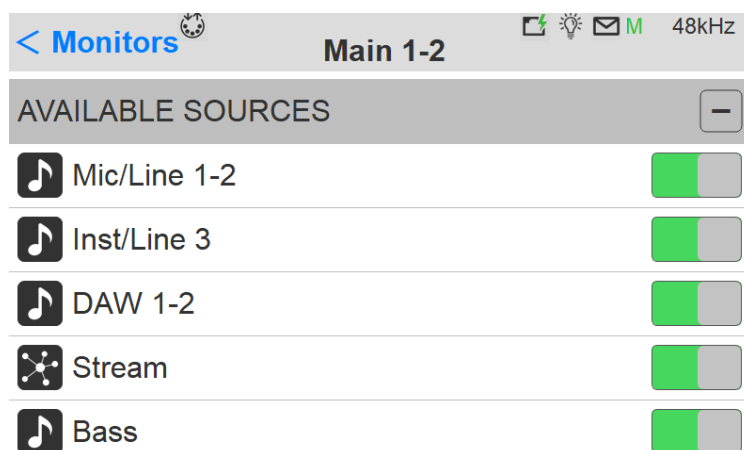 < Monitors
Main 1-2
M 48kHz
AVAILABLE SOURCES
Mic/Line 1-2
Inst/Line 3
DAW 1-2
Stream
Bass